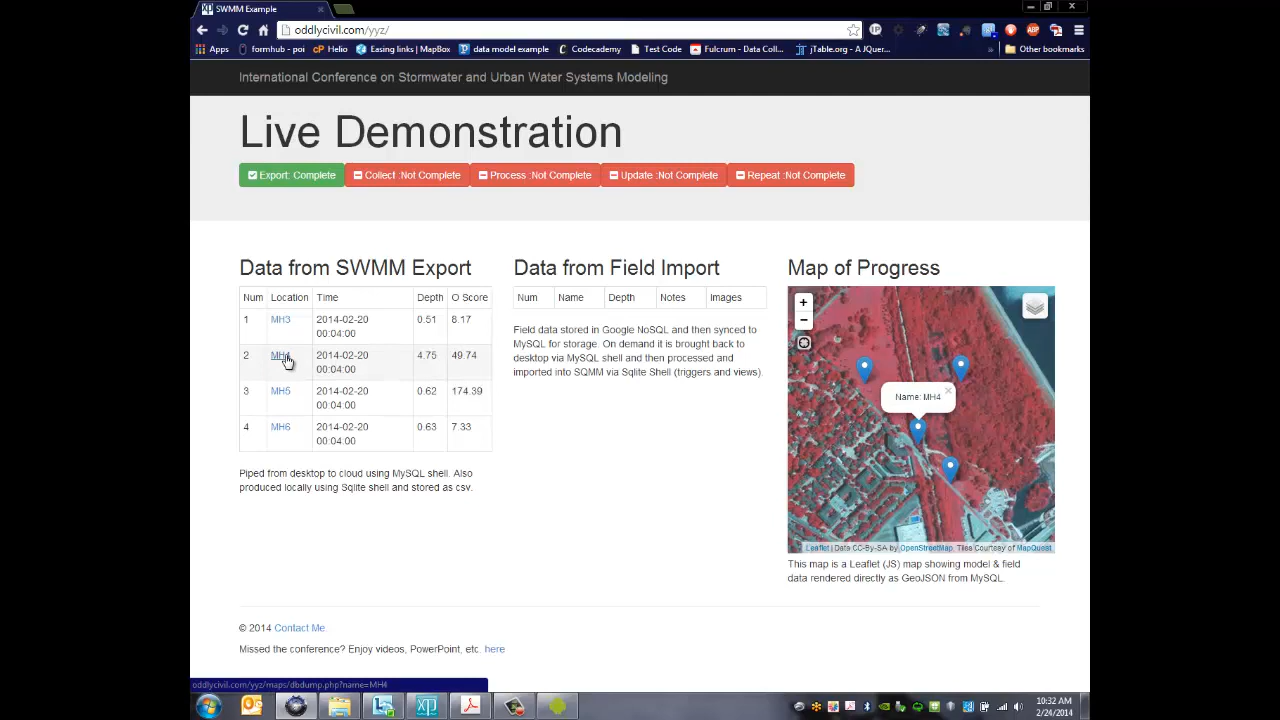 SWMM Example
oddlycivil.com/yyz/
Apps formhub - poi Helio Easing links | MapBox data model example Codecademy Test Code Fulcrum - Data Coll... jTable.org - A JQuer... » Other bookmarks
International Conference on Stormwater and Urban Water Systems Modeling
Live Demonstration
Export: Complete Collect :Not Complete Process :Not Complete Update :Not Complete Repeat :Not Complete
Data from SWMM Export
Num Location Time Depth O Score
1 MH3 2014-02-20 0.51 8.17
00:04:00
2 MH4 2014-02-20 4.75 49.74
00:04:00
3 MH5 2014-02-20 0.62 174.39
00:04:00
4 MH6 2014-02-20 0.63 7.33
00:04:00
Piped from desktop to cloud using MySQL shell. Also
produced locally using Sqlite shell and stored as csv.
Data from Field Import
Num Name Depth Notes Images
Field data stored in Google NoSQL and then synced to
MySQL for storage. On demand it is brought back to
desktop via MySQL shell and then processed and
imported into SQMM via Sqlite Shell (triggers and views).
Map of Progress
+
−
Name: MH4
Leaflet | Data CC-By-SA by OpenStreetMap, Tiles Courtesy of MapQuest
This map is a Leaflet (JS) map showing model & field
data rendered directly as GeoJSON from MySQL.
© 2014 Contact Me
Missed the conference? Enjoy videos, PowerPoint, etc. here
oddlycivil.com/yyz/maps/dbdump.php?name=MH4
10:32 AM
2/24/2014